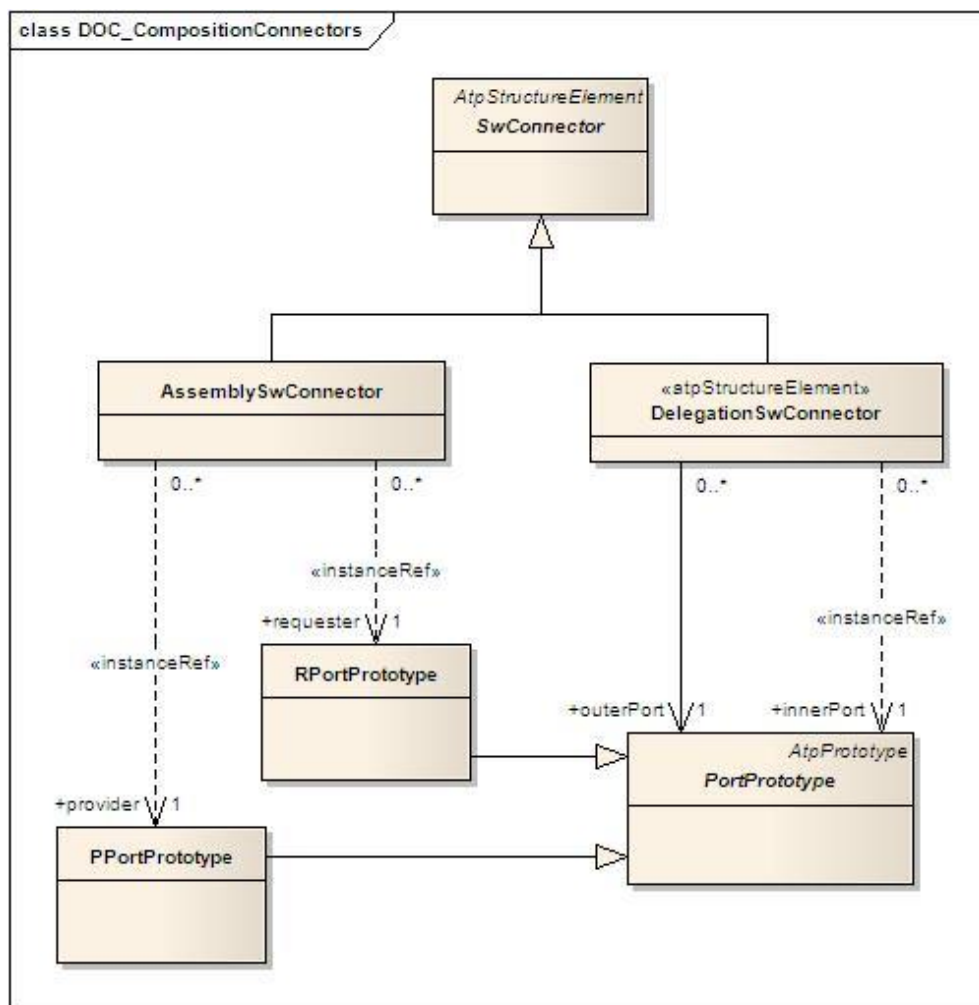 class DOC_CompositionConnectors
AtpStructureElement
SwConnector
AssemblySwConnector
«atpStructureElement»
DelegationSwConnector
0..*
0..*
0..*
0..*
«instanceRef»
«instanceRef»
+requester
1
«instanceRef»
RPortPrototype
+outerPort
1
+innerPort
1
AtpPrototype
PortPrototype
+provider
1
PPortPrototype